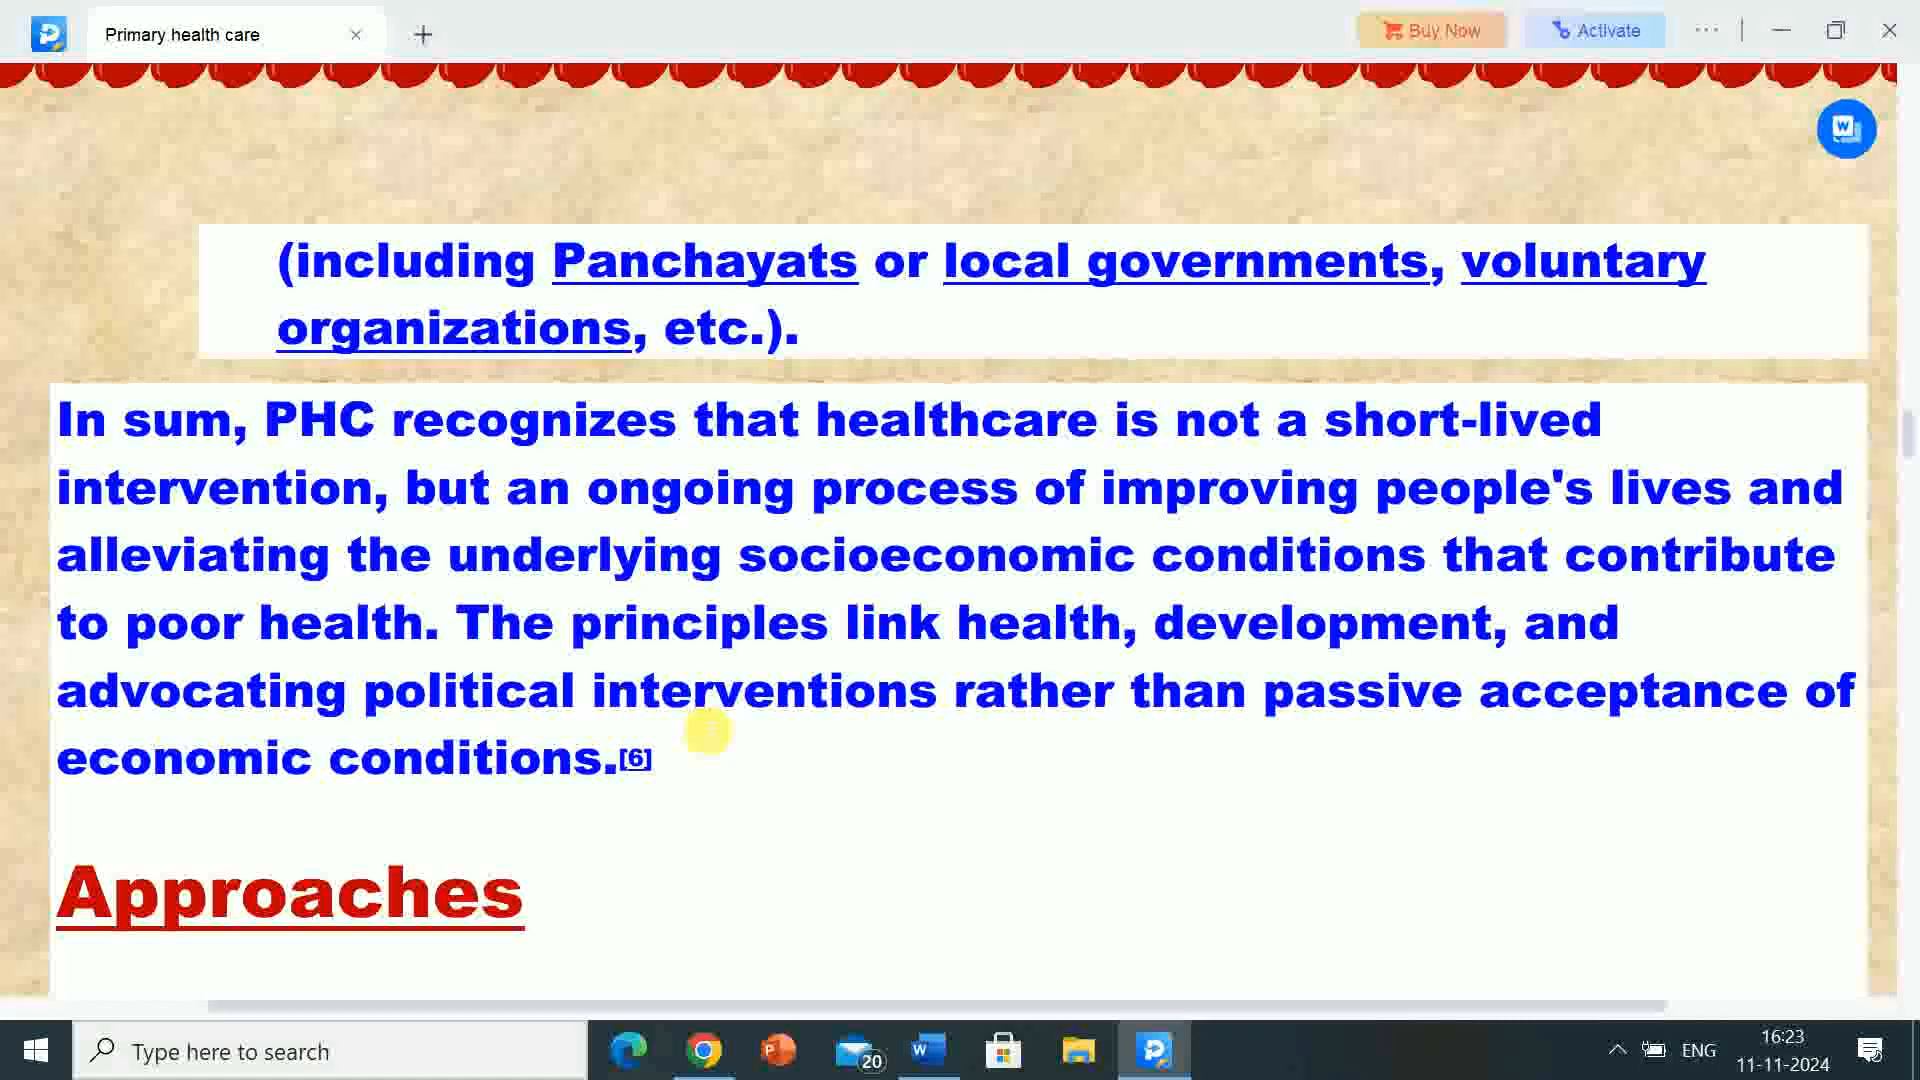 Primary health care
Buy Now
Activate
(including Panchayats or local governments, voluntary
organizations, etc.).
In sum, PHC recognizes that healthcare is not a short-lived
intervention, but an ongoing process of improving people's lives and
alleviating the underlying socioeconomic conditions that contribute
to poor health. The principles link health, development, and
advocating political interventions rather than passive acceptance of
economic conditions.[6]
Approaches
Type here to search
20
ENG
16:23
11-11-2024